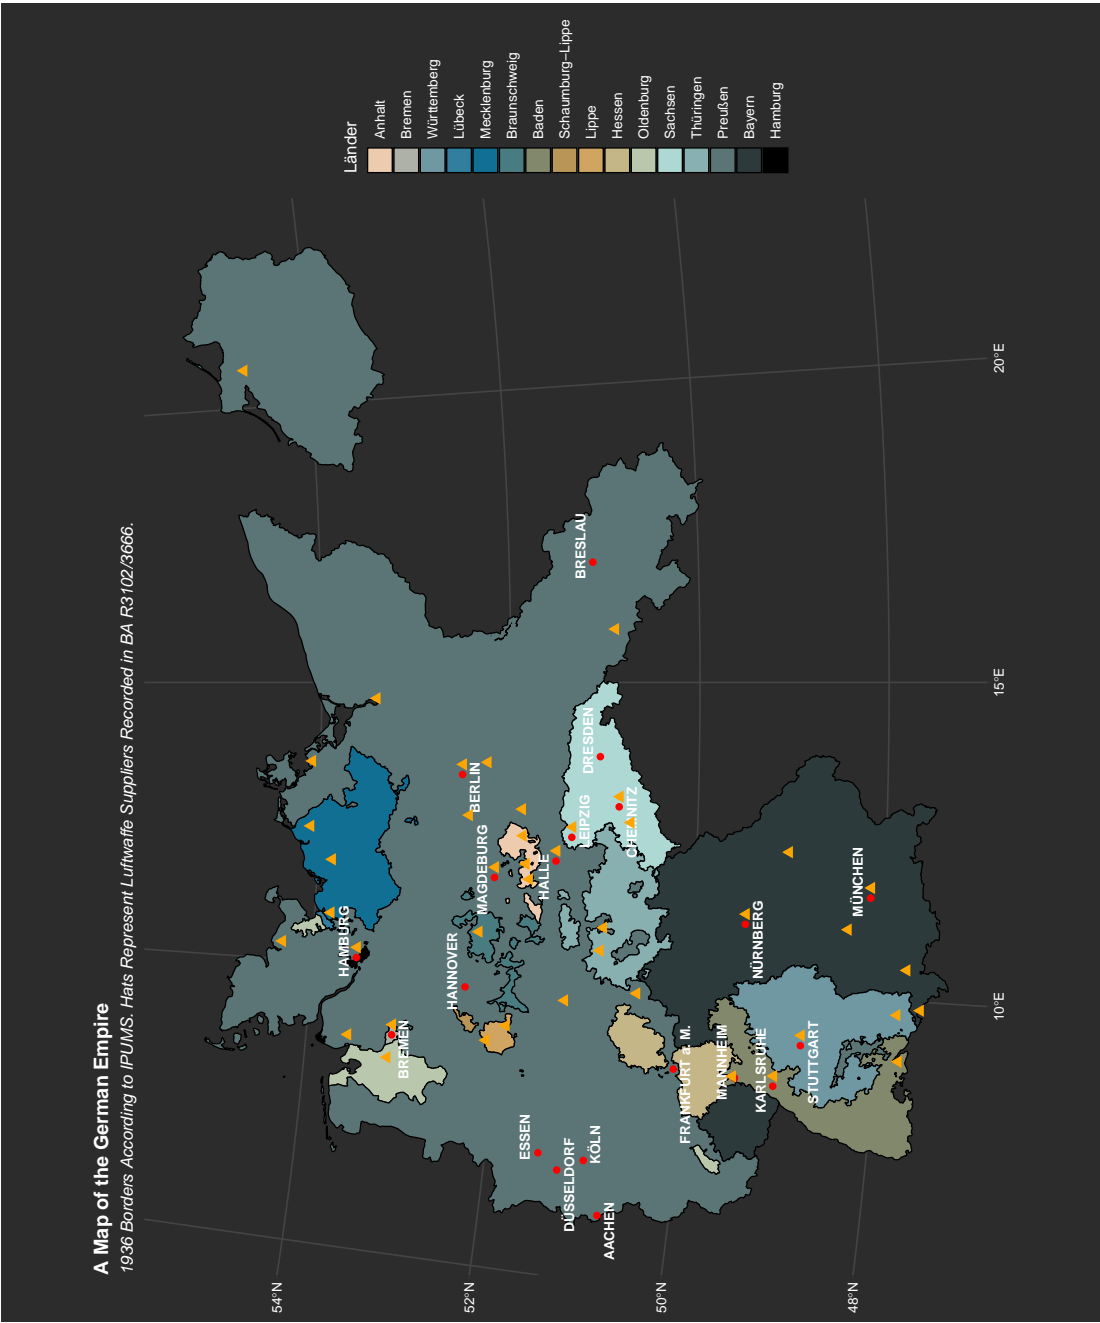 A Map of the German Empire
1936 Borders According to IPUMS. Hats Represent Luftwaffe Suppliers Recorded in BA R3102/3666.
54°N
52°N
50°N
48°N
10°E
15°E
20°E
HAMBURG
BREMEN
HANNOVER
BERLIN
MAGDEBURG
HALLE
LEIPZIG
DRESDEN
CHEMNITZ
BRESLAU
ESSEN
DÜSSELDORF
KÖLN
AACHEN
FRANKFURT a. M.
MANNHEIM
KARLSRUHE
STUTTGART
NÜRNBERG
MÜNCHEN
Länder
Anhalt
Bremen
Württemberg
Lübeck
Mecklenburg
Braunschweig
Baden
Schaumburg–Lippe
Lippe
Hessen
Oldenburg
Sachsen
Thüringen
Preußen
Bayern
Hamburg